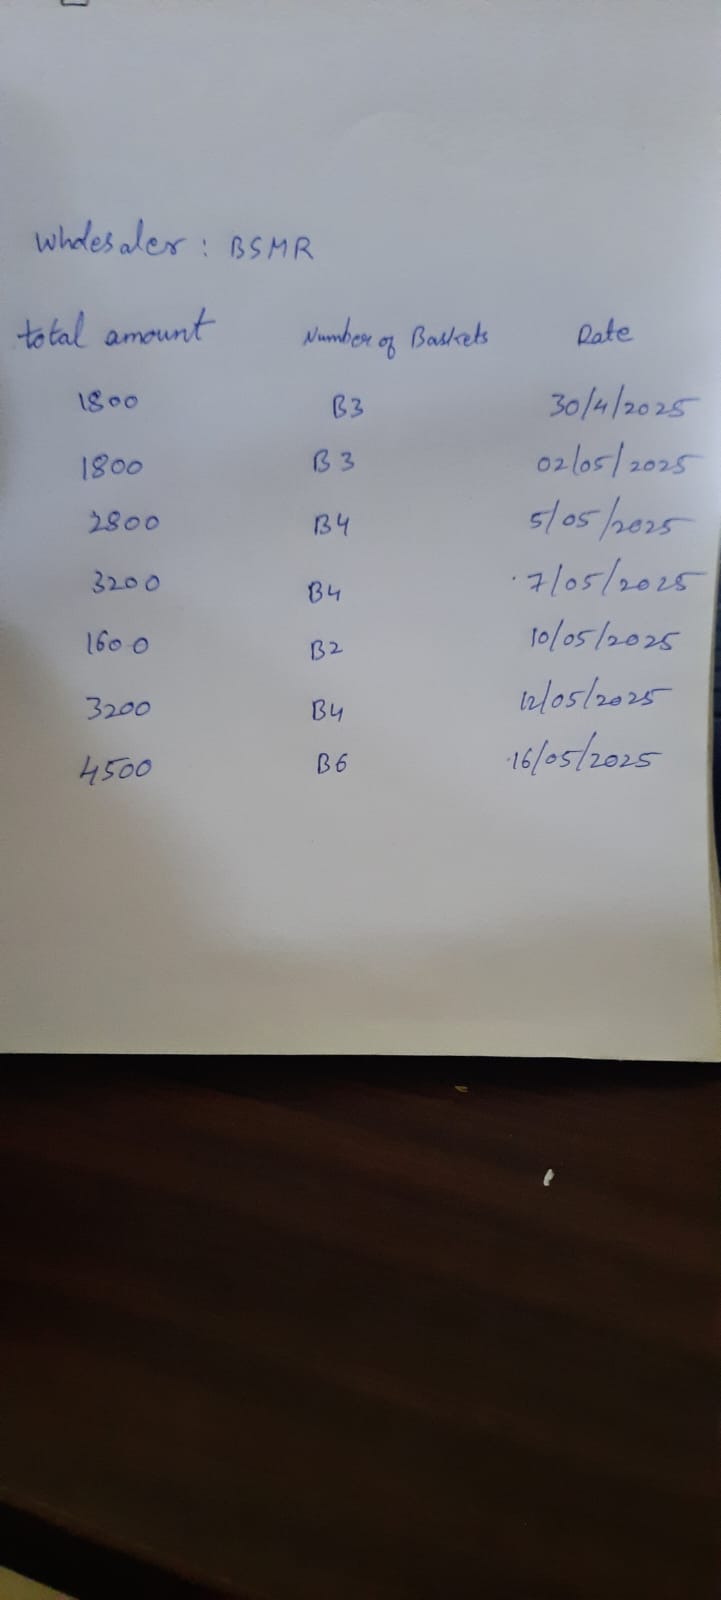 Wholesaler : BSMR
total amount Number of Baskets Date
1800 B3 30/4/2025
1800 B3 02/05/2025
2800 B4 5/05/2025
3200 B4 7/05/2025
1600 B2 10/05/2025
3200 B4 12/05/2025
4500 B6 16/05/2025